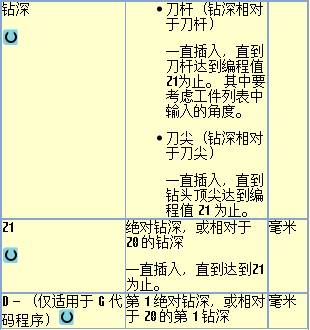 钻深
• 刀杆（钻深相对
于刀杆）
一直插入，直到
刀杆达到编程值
Z1为止。 其中要
考虑工件列表中
输入的角度。
• 刀尖（钻深相对
于刀尖）
一直插入，直到
钻头顶尖达到编
程值 Z1 为止。
Z1
绝对钻深，或相对于
Z0 的钻深
一直插入，直到达到Z1
为止。
毫米
D - （仅适用于 G 代
码程序）
第 1 绝对钻深，或相对
于 Z0 的第 1 钻深
毫米